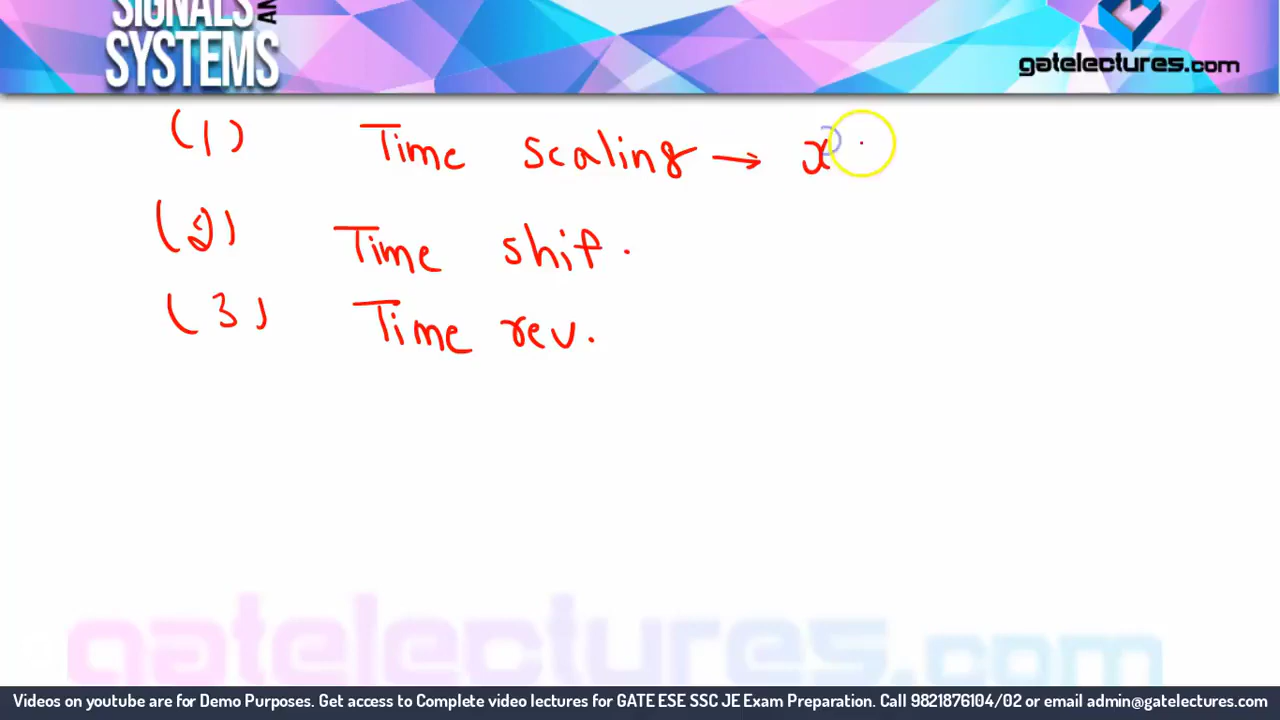 SIGNALS AN
SYSTEMS
gatelectures.com
(1) Time scaling → x
(2) Time shif.
(3) Time rev.
gatelectures.com
Videos on youtube are for Demo Purposes. Get access to Complete video lectures for GATE ESE SSC JE Exam Preparation. Call 9821876104/02 or email admin@gatelectures.com